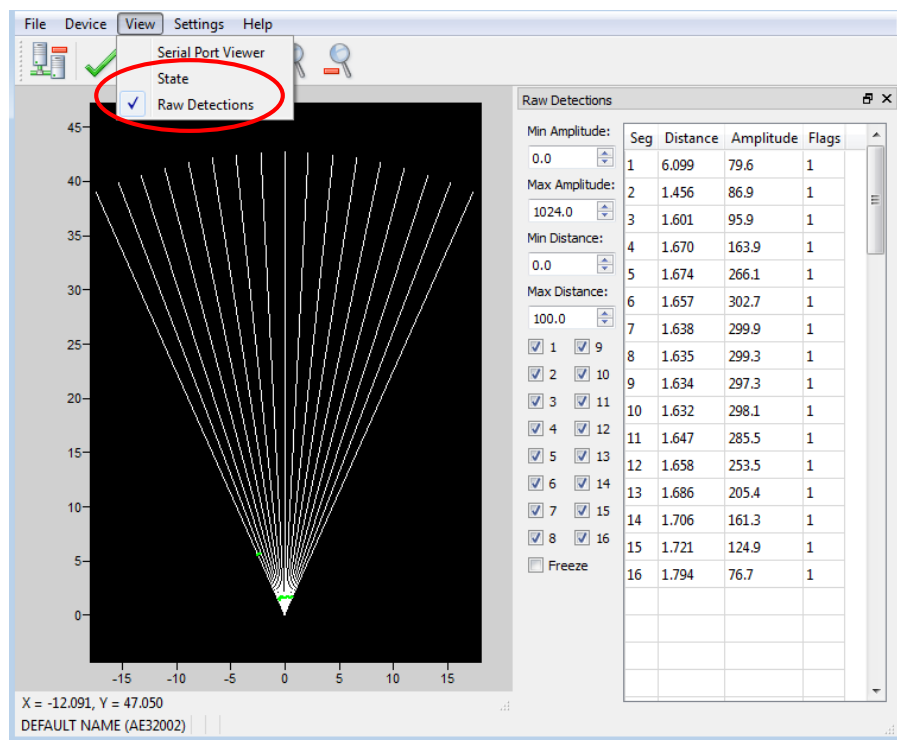 File Device View Settings Help
Serial Port Viewer
State
Raw Detections
45
40
35
30
25
20
15
10
5
0
-15 -10 -5 0 5 10 15
X = -12.091, Y = 47.050
DEFAULT NAME (AE32002)
Raw Detections
Min Amplitude:
0.0
Max Amplitude:
1024.0
Min Distance:
0.0
Max Distance:
100.0
1 9
2 10
3 11
4 12
5 13
6 14
7 15
8 16
Freeze
Seg Distance Amplitude Flags
1 6.099 79.6 1
2 1.456 86.9 1
3 1.601 95.9 1
4 1.670 163.9 1
5 1.674 266.1 1
6 1.657 302.7 1
7 1.638 299.9 1
8 1.635 299.3 1
9 1.634 297.3 1
10 1.632 298.1 1
11 1.647 285.5 1
12 1.658 253.5 1
13 1.686 205.4 1
14 1.706 161.3 1
15 1.721 124.9 1
16 1.794 76.7 1